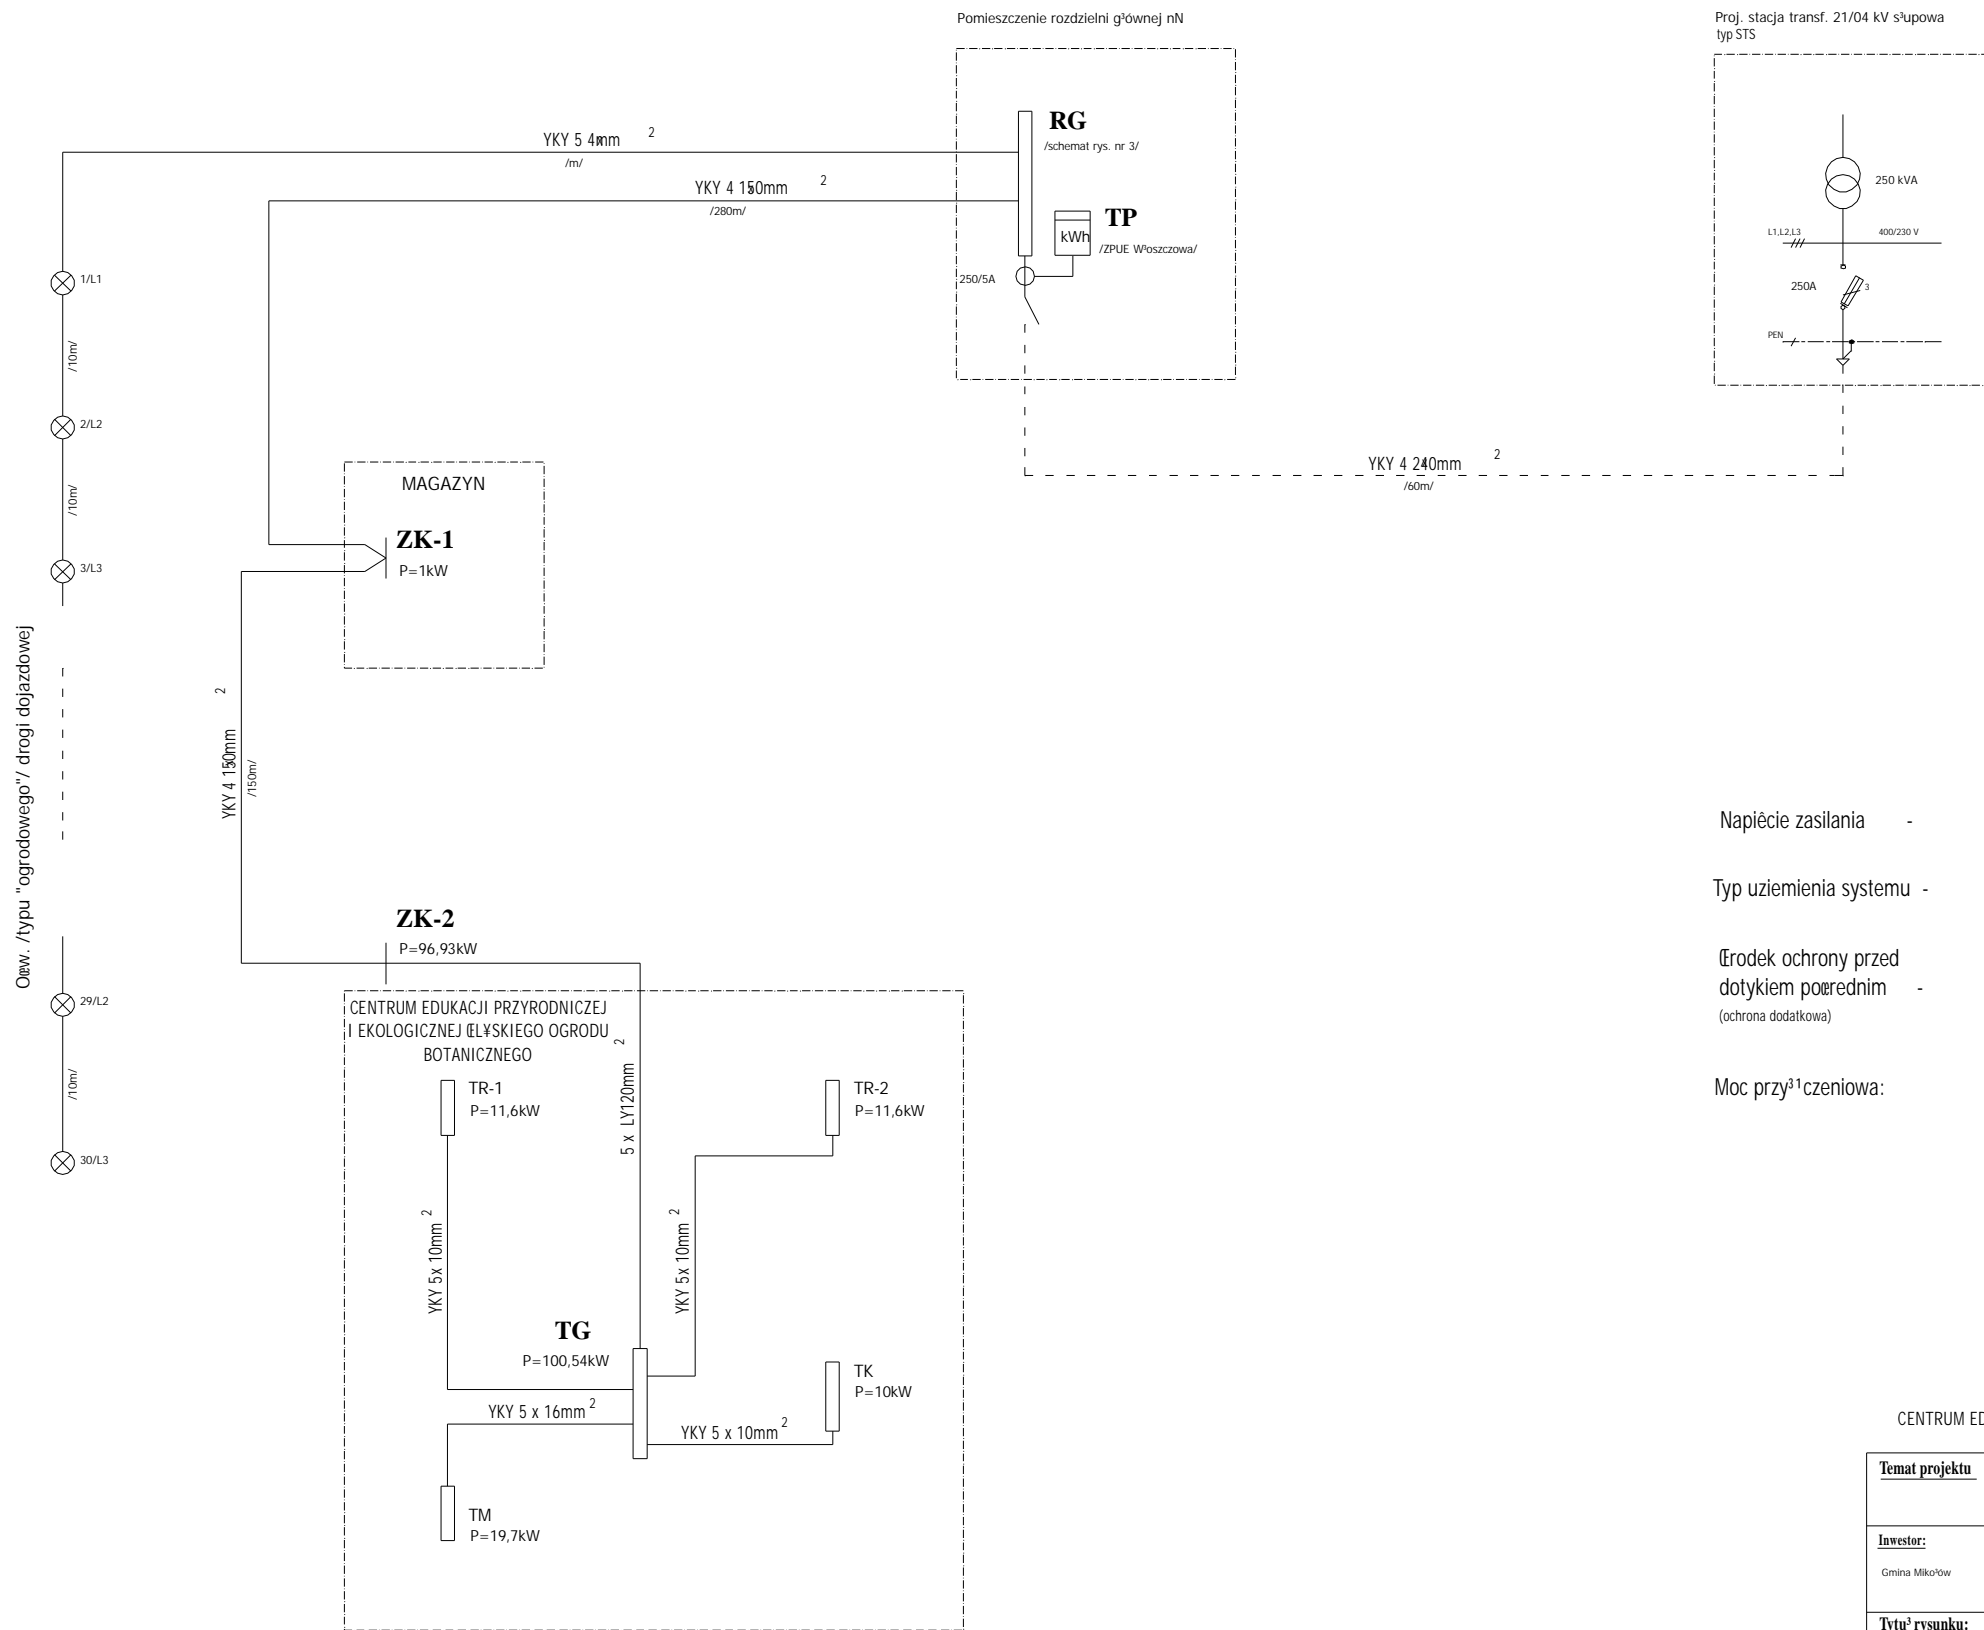 Pomieszczenie rozdzielni g³ównej nN
Proj. stacja transf. 21/04 kV s³upowa
typ STS
RG
/schemat rys. nr 3/
YKY 5 x 4mm 2
/m/
YKY 4 x 150mm 2
/280m/
TP
kWh
/ZPUE W³oszczowa/
250/5A
250 kVA
L1,L2,L3
400/230 V
250A
3
PEN
1/L1
/10m/
2/L2
/10m/
3/L3
YKY 4 x 240mm 2
/60m/
MAGAZYN
ZK-1
P=1kW
Oœw. /typu "ogrodowego"/ drogi dojazdowej
YKY 4 x 150mm 2
/150m/
Napiêcie zasilania -
Typ uziemienia systemu -
Œrodek ochrony przed
dotykiem poœrednim -
(ochrona dodatkowa)
Moc przy³¹czeniowa:
ZK-2
P=96,93kW
29/L2
/10m/
30/L3
CENTRUM EDUKACJI PRZYRODNICZEJ
I EKOLOGICZNEJ ŒL¥SKIEGO OGRODU
BOTANICZNEGO
TR-1
P=11,6kW
5 x LY120mm 2
TR-2
P=11,6kW
YKY 5x 10mm 2
YKY 5x 10mm 2
TG
P=100,54kW
TK
P=10kW
YKY 5 x 16mm 2
YKY 5 x 10mm 2
TM
P=19,7kW
CENTRUM ED
Temat projektu
Inwestor:
Gmina Miko³ów
Tytu³ rysunku: